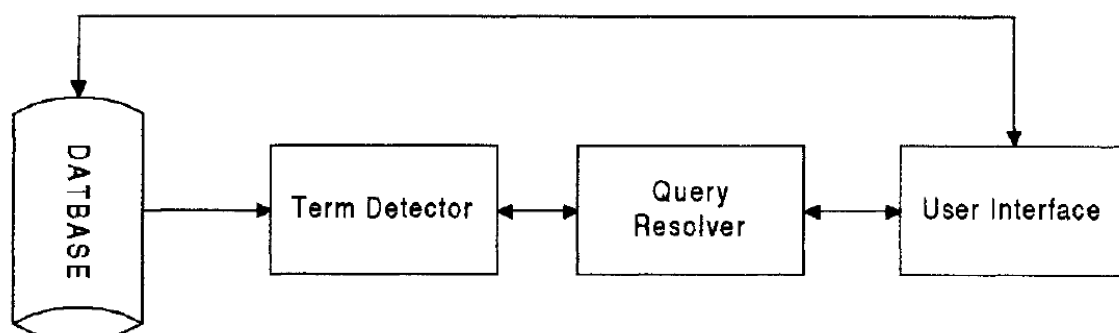 DATBASE
Term Detector
Query
Resolver
User Interface